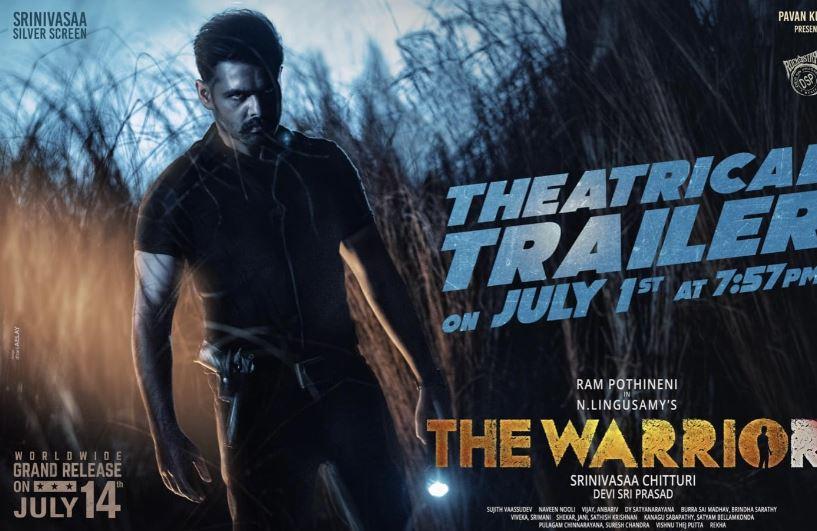 SRINIVASAA
SILVER SCREEN
PAVAN
PRESEN
DSP
THEATRICAL
TRAILER
ON JULY 1ST AT 7:57PM
RAM POTHINENI
IN
N.LINGUSAMY'S
THE WARRIOR
SRINIVASAA CHITTURI
DEVI SRI PRASAD
SUJITH VAASSUDEV NAVEEN NOOLI VIJAY, ANBARIV DY SATYANARAYANA BURRA SAI MADHAV, BRINDHA SARATHY
VIVEKA, SRIMANI SHEKAR, JANI, SATHISH KRISHNAN KANAGU SABAPATHY, SATYAM BELLAMKONDA
PULAGAM CHINNARAYANA, SURESH CHANDRA VISHNU THEJ PUTTA REKHA
WORLDWIDE
GRAND RELEASE
ON
JULY 14th